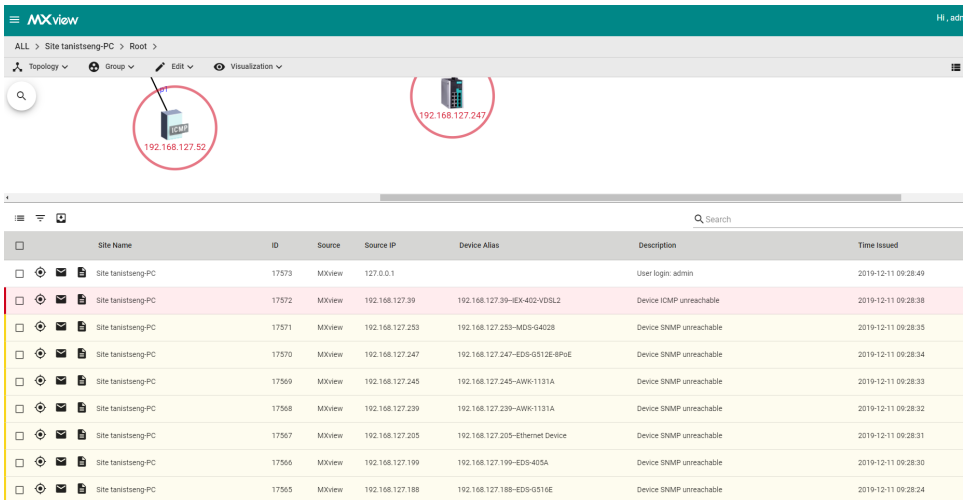 MXview
Hi , adm
ALL > Site tanistseng-PC > Root >
Topology Group Edit Visualization
p1
ICMP
192.168.127.52
192.168.127.247
Search
Site Name ID Source Source IP Device Alias Description Time Issued
Site tanistseng-PC 17573 MXview 127.0.0.1 User login: admin 2019-12-11 09:28:49
Site tanistseng-PC 17572 MXview 192.168.127.39 192.168.127.39--IEX-402-VDSL2 Device ICMP unreachable 2019-12-11 09:28:38
Site tanistseng-PC 17571 MXview 192.168.127.253 192.168.127.253--MDS-G4028 Device SNMP unreachable 2019-12-11 09:28:35
Site tanistseng-PC 17570 MXview 192.168.127.247 192.168.127.247--EDS-G512E-8PoE Device SNMP unreachable 2019-12-11 09:28:34
Site tanistseng-PC 17569 MXview 192.168.127.245 192.168.127.245--AWK-1131A Device SNMP unreachable 2019-12-11 09:28:33
Site tanistseng-PC 17568 MXview 192.168.127.239 192.168.127.239--AWK-1131A Device SNMP unreachable 2019-12-11 09:28:32
Site tanistseng-PC 17567 MXview 192.168.127.205 192.168.127.205--Ethernet Device Device SNMP unreachable 2019-12-11 09:28:31
Site tanistseng-PC 17566 MXview 192.168.127.199 192.168.127.199--EDS-405A Device SNMP unreachable 2019-12-11 09:28:30
Site tanistseng-PC 17565 MXview 192.168.127.188 192.168.127.188--EDS-G516E Device SNMP unreachable 2019-12-11 09:28:24